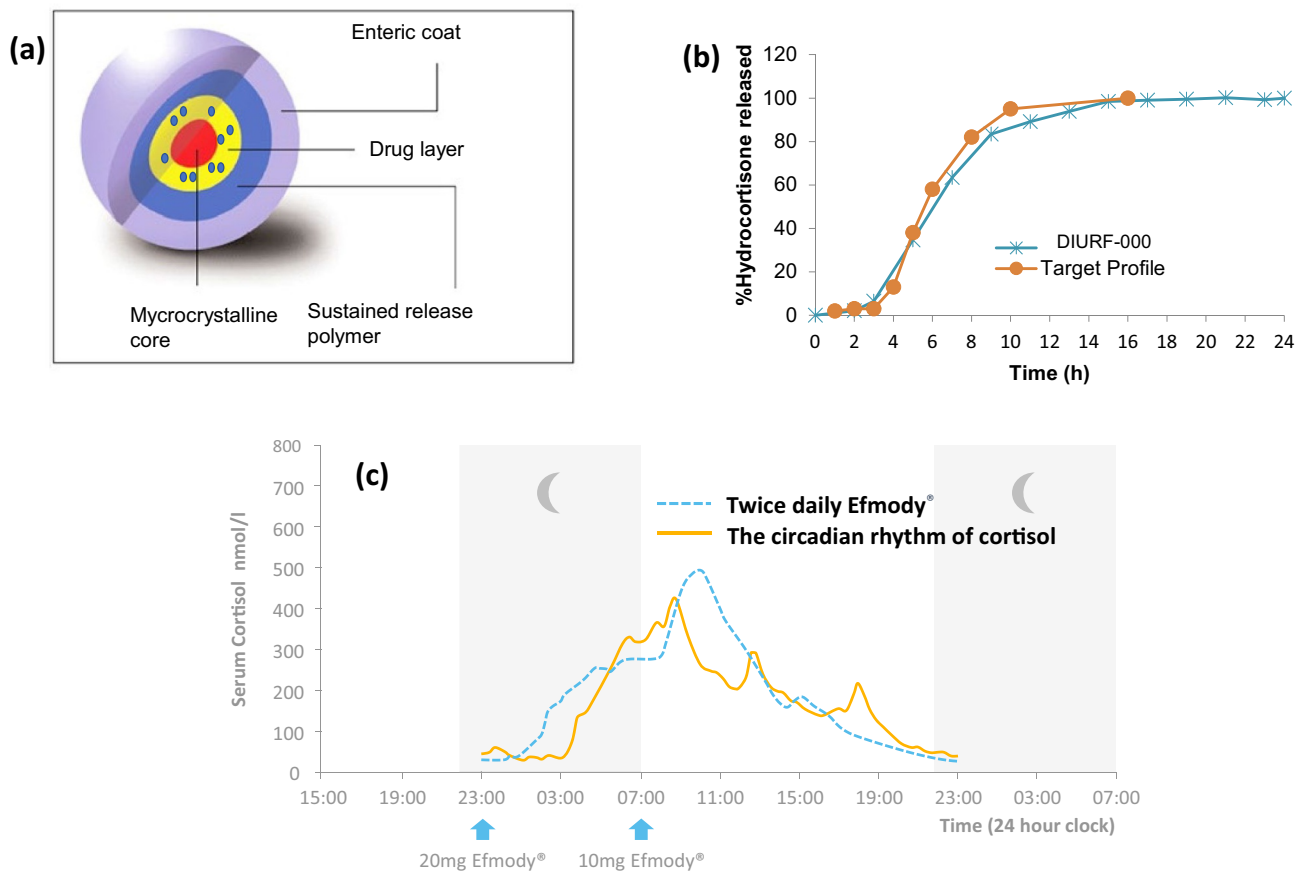 (a)
Enteric coat
Drug layer
Mycrocrystalline
core
Sustained release
polymer
(b)
%Hydrocortisone released
120
100
80
60
40
20
0
DIURF-000
Target Profile
0 2 4 6 8 10 12 14 16 18 20 22 24
Time (h)
(c)
Serum Cortisol nmol/l
800
700
600
500
400
300
200
100
0
Twice daily Efmody®
The circadian rhythm of cortisol
15:00 19:00 23:00 03:00 07:00 11:00 15:00 19:00 23:00 03:00 07:00
Time (24 hour clock)
20mg Efmody® 10mg Efmody®